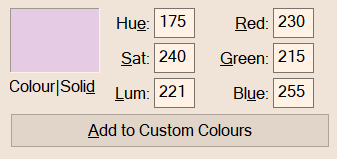 Hue: 175 Red: 230
Sat: 240 Green: 215
Colour|Solid Lum: 221 Blue: 255
Add to Custom Colours